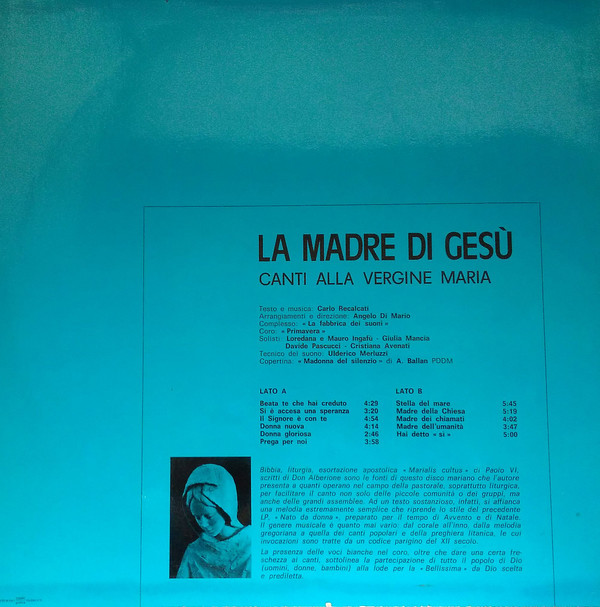 LA MADRE DI GESÙ
CANTI ALLA VERGINE MARIA
Testo e musica: Carlo Recalcati
Arrangiamenti e direzione: Angelo Di Mario
Complesso: « La fabbrica dei suoni »
Coro: « Primavera »
Solisti: Loredana e Mauro Ingafù - Giulia Mancia
Davide Pascucci - Cristiana Avenati
Tecnico del suono: Ulderico Merluzzi
Copertina: « Madonna del silenzio » di A. Ballan PDDM
LATO A
Beata te che hai creduto 4:29
Si è accesa una speranza 3:20
Il Signore è con te 4:54
Donna nuova 4:14
Donna gloriosa 2:46
Prega per noi 3:58
LATO B
Stella del mare 5:45
Madre della Chiesa 5:19
Madre dei chiamati 4:02
Madre dell'umanità 3:47
Hai detto « sì » 5:00
Bibbia, liturgia, esortazione apostolica « Marialis cultus » di Paolo VI,
scritti di Don Alberione sono le fonti di questo disco mariano che l'autore
presenta a quanti operano nel campo della pastorale, soprattutto liturgica,
per facilitare il canto non solo delle piccole comunità o dei gruppi, ma
anche delle grandi assemblee. Ad un testo sostanzioso, infatti, si affianca
una melodia estremamente semplice che riprende lo stile del precedente
LP, « Nato da donna », preparato per il tempo di Avvento e di Natale.
Il genere musicale è quanto mai vario: dal corale all'inno, dalla melodia
gregoriana a quella dei canti popolari e della preghiera litanica, le cui
invocazioni sono tratte da un codice parigino del XII secolo.
La presenza delle voci bianche nel coro, oltre che dare una certa fre-
schezza ai canti, sottolinea la partecipazione di tutto il popolo di Dio
(uomini, donne, bambini) alla lode per la « Bellissima » da Dio scelta
e prediletta.